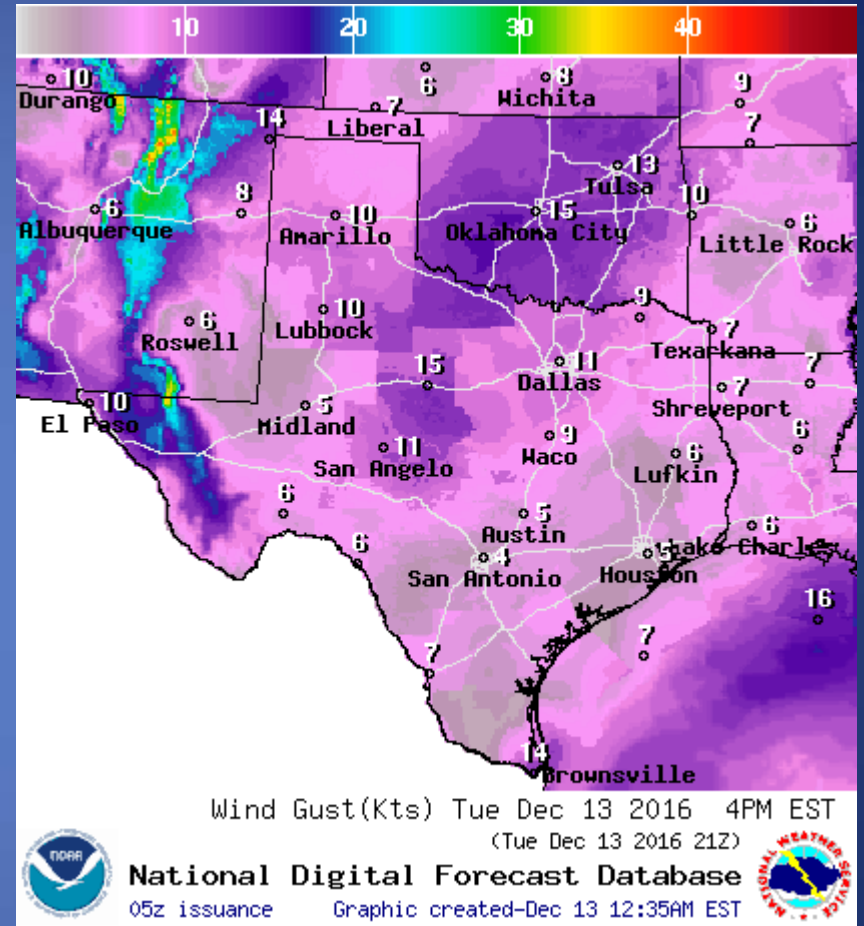 10 20 30 40
10 6 8 9
Durango Wichita
7
Liberal
14 7
13
Tulsa
6 8 10 15 10 6
Albuquerque Amarillo Oklahoma City Little Rock
6 10 9 7
Roswell Lubbock Texarkana
15 11 7
Dallas
10 5 7
El Paso Midland Shreveport
11 9 6 6
San Angelo Waco Lufkin
6 5 6
Austin
6 4 5 Lake Charles
San Antonio Houston
16
7 7
14
Brownsville
Wind Gust(Kts) Tue Dec 13 2016 4PM EST
(Tue Dec 13 2016 21Z)
NOAA
NATIONAL WEATHER SERVICE
National Digital Forecast Database
05z issuance Graphic created-Dec 13 12:35AM EST